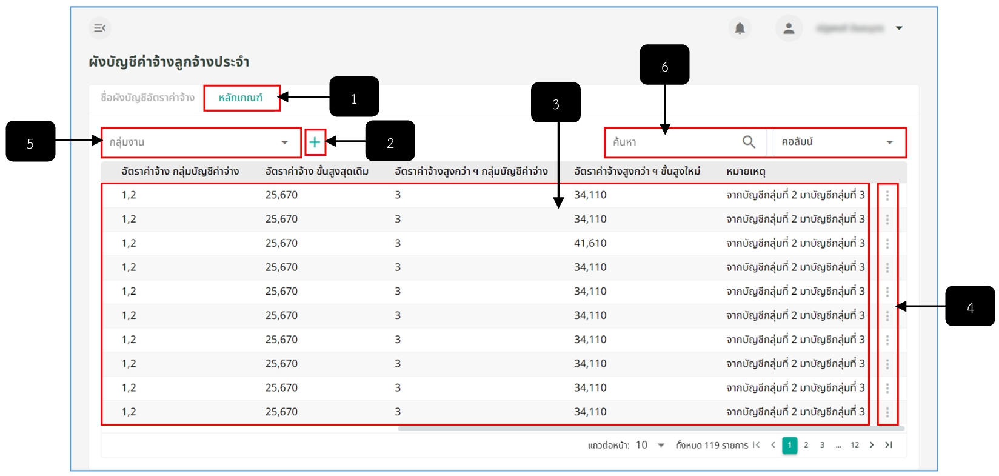 ผังบัญชีค่าจ้างลูกจ้างประจำ
6
ชื่อผังบัญชีอัตราค่าจ้าง หลักเกณฑ์
1
3
5
กลุ่มงาน
2
ค้นหา
คอลัมน์
อัตราค่าจ้าง กลุ่มบัญชีค่าจ่าง อัตราค่าจ้าง ขั้นสูงสุดเดิม อัตราค่าจ้างสูงกว่า ฯ กลุ่มบัญชีค่าจ่าง อัตราค่าจ้างสูงกว่า ฯ ขั้นสูงใหม่ หมายเหตุ
1,2 25,670 3 34,110 จากบัญชีกลุ่มที่ 2 มาบัญชีกลุ่มที่ 3
1,2 25,670 3 34,110 จากบัญชีกลุ่มที่ 2 มาบัญชีกลุ่มที่ 3
1,2 25,670 3 41,610 จากบัญชีกลุ่มที่ 2 มาบัญชีกลุ่มที่ 3
1,2 25,670 3 34,110 จากบัญชีกลุ่มที่ 2 มาบัญชีกลุ่มที่ 3
1,2 25,670 3 34,110 จากบัญชีกลุ่มที่ 2 มาบัญชีกลุ่มที่ 3
1,2 25,670 3 34,110 จากบัญชีกลุ่มที่ 2 มาบัญชีกลุ่มที่ 3
4
1,2 25,670 3 34,110 จากบัญชีกลุ่มที่ 2 มาบัญชีกลุ่มที่ 3
1,2 25,670 3 34,110 จากบัญชีกลุ่มที่ 2 มาบัญชีกลุ่มที่ 3
1,2 25,670 3 34,110 จากบัญชีกลุ่มที่ 2 มาบัญชีกลุ่มที่ 3
1,2 25,670 3 34,110 จากบัญชีกลุ่มที่ 2 มาบัญชีกลุ่มที่ 3
แถวต่อหน้า: 10 ทั้งหมด 119 รายการ 1 2 3 ... 12